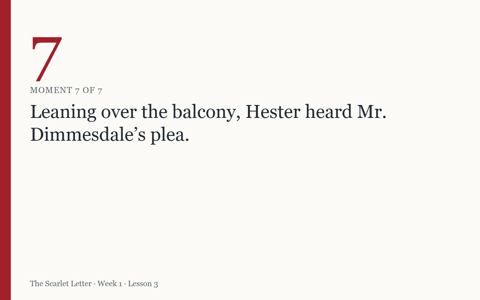 7
MOMENT 7 OF 7
Leaning over the balcony, Hester heard Mr.
Dimmesdale’s plea.
The Scarlet Letter · Week 1 · Lesson 3